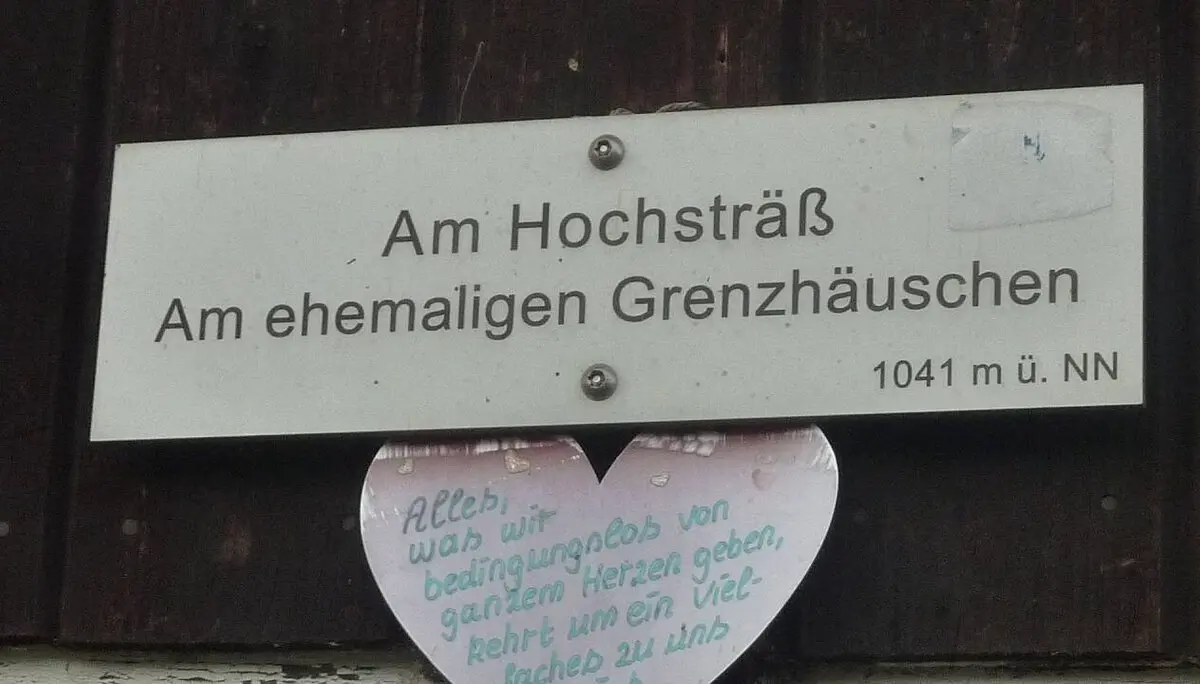 Am Hochsträß
Am ehemaligen Grenzhäuschen
1041 m ü. NN
Alles,
was wir
bedingungslos von
ganzem Herzen geben,
kehrt um ein Viel-
faches zu uns